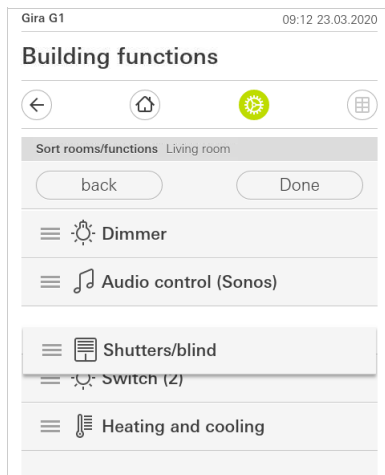 Gira G1 09:12 23.03.2020
Building functions
Sort rooms/functions Living room
back Done
Dimmer
Audio control (Sonos)
Shutters/blind
Switch (2)
Heating and cooling